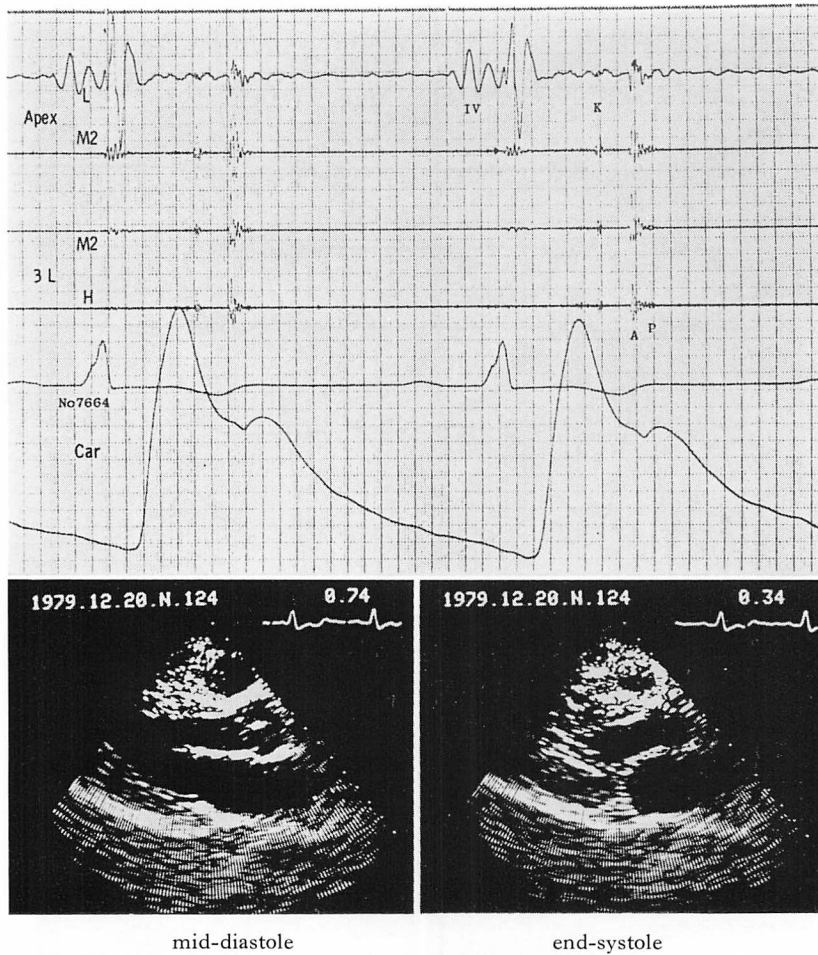 L
IV
K
Apex
M2
M2
3 L
H
A P
No7664
Car
1979.12.20.N.124 0.74
1979.12.20.N.124 0.34
mid-diastole
end-systole